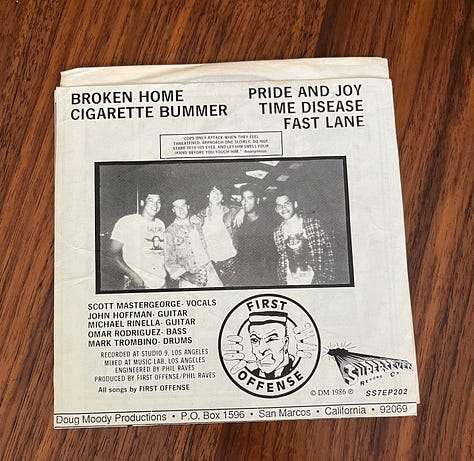 BROKEN HOME
CIGARETTE BUMMER
PRIDE AND JOY
TIME DISEASE
FAST LANE
"COPS ONLY ATTACK WHEN THEY FEEL
THREATENED. APPROACH ONE SLOWLY, DO NOT
STARE INTO HIS EYES, AND LET HIM SMELL YOUR
HAND BEFORE YOU TOUCH HIM." Anonymous
SCOTT MASTERGEORGE- VOCALS
JOHN HOFFMAN- GUITAR
MICHAEL RINELLA- GUITAR
OMAR RODRIGUEZ- BASS
MARK TROMBINO- DRUMS
RECORDED AT STUDIO 9, LOS ANGELES
MIXED AT MUSIC LAB, LOS ANGELES
ENGINEERED BY PHIL RAVES
PRODUCED BY FIRST OFFENSE/PHIL RAVES
All songs by FIRST OFFENSE
FIRST
OFFENSE
© DM 1986 ℗
SUPERSEVEN
RECORD CO.
SS7EP202
Doug Moody Productions • P.O. Box 1596 • San Marcos • California • 92069